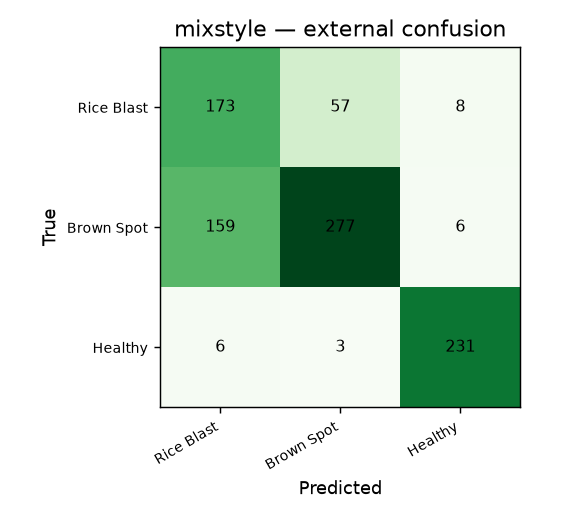 mixstyle — external confusion
Rice Blast 173 57 8
Brown Spot 159 277 6
Healthy 6 3 231
True
Rice Blast Brown Spot Healthy
Predicted